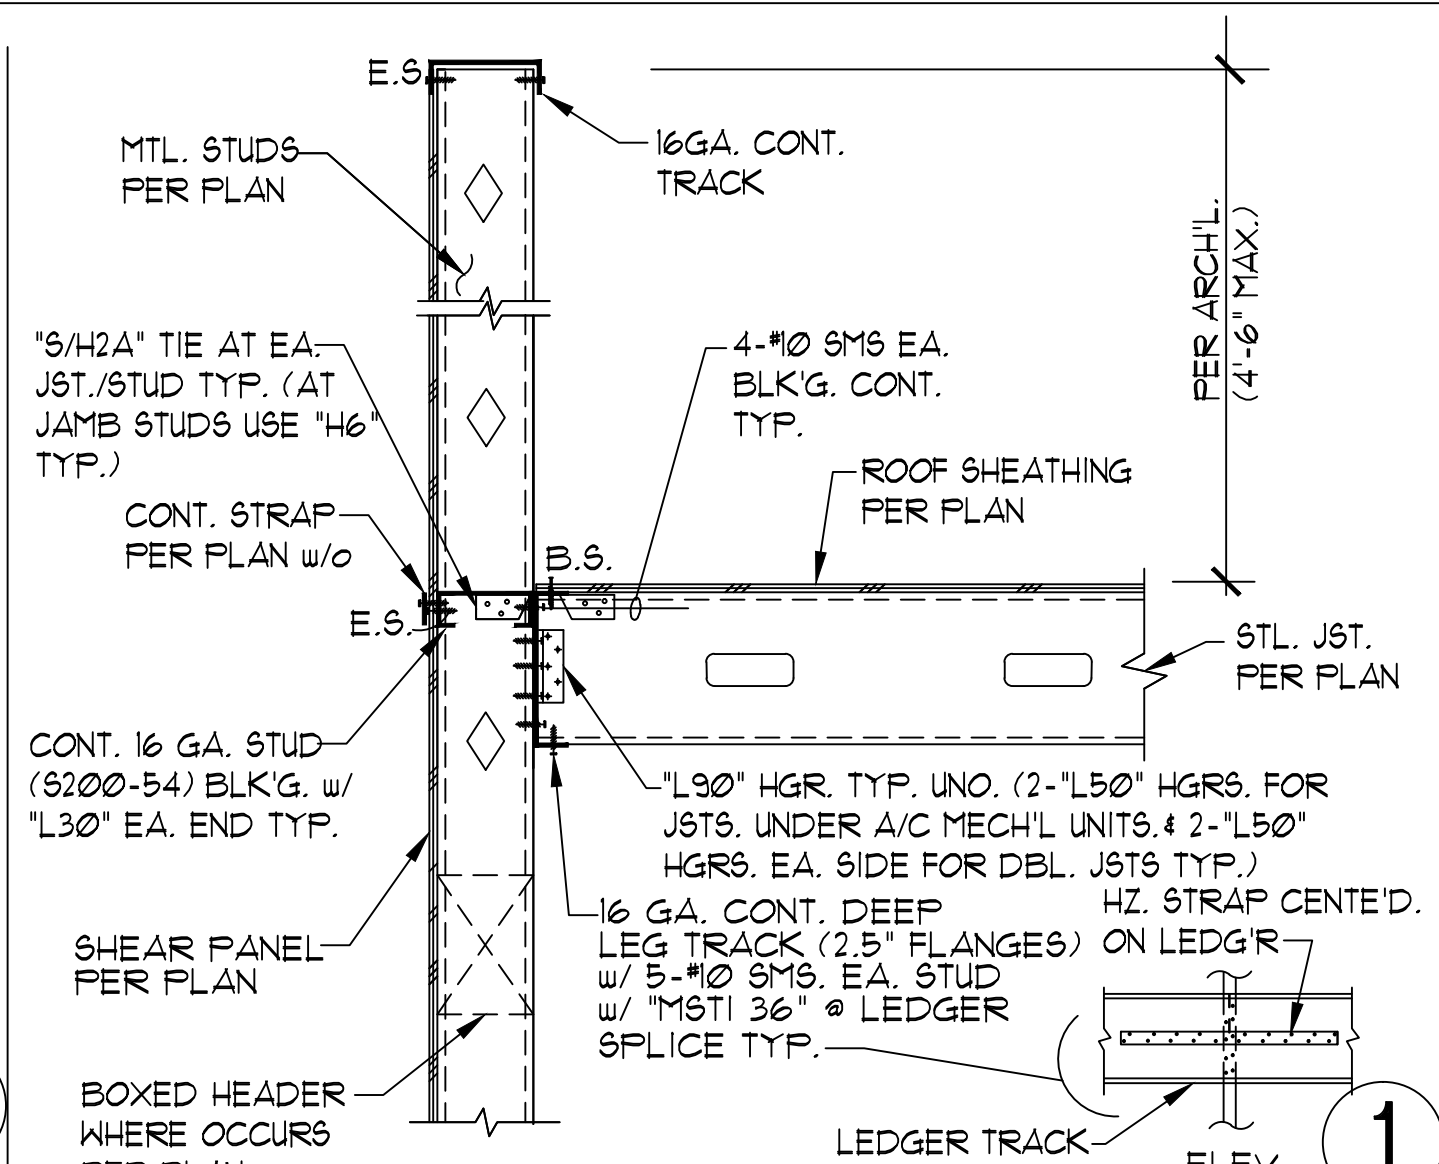 E.S.
MTL. STUDS
PER PLAN
16GA. CONT.
TRACK
PER ARCH'L.
(4'-6" MAX.)
"S/H2A" TIE AT EA.
JST./STUD TYP. (AT
JAMB STUDS USE "H6"
TYP.)
4-#10 SMS EA.
BLK'G. CONT.
TYP.
ROOF SHEATHING
PER PLAN
CONT. STRAP
PER PLAN w/o
B.S.
E.S.
STL. JST.
PER PLAN
CONT. 16 GA. STUD
(S200-54) BLK'G. w/
"L30" EA. END TYP.
"L90" HGR. TYP. UNO. (2-"L50" HGRS. FOR
JSTS. UNDER A/C MECH'L UNITS. & 2-"L50"
HGRS. EA. SIDE FOR DBL. JSTS TYP.)
16 GA. CONT. DEEP
LEG TRACK (2.5" FLANGES)
w/ 5-#10 SMS. EA. STUD
w/ "MSTI 36" @ LEDGER
SPLICE TYP.
HZ. STRAP CENTE'D.
ON LEDG'R
SHEAR PANEL
PER PLAN
BOXED HEADER
WHERE OCCURS
PER PLAN
LEDGER TRACK
ELEV
1